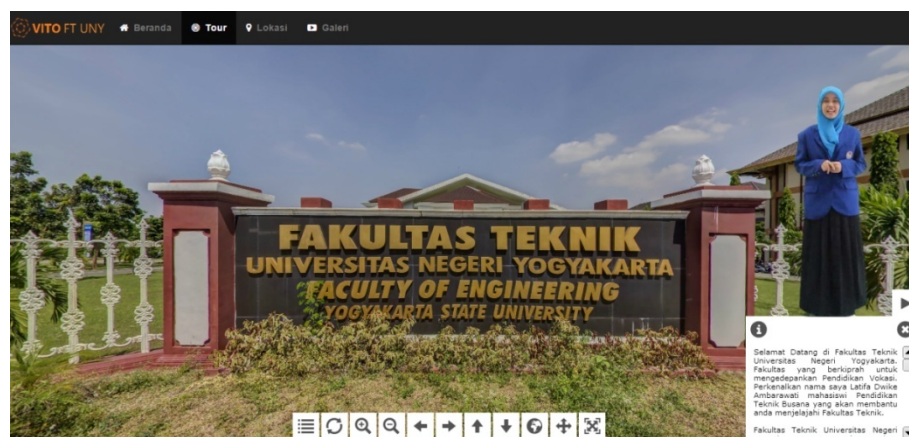 VITO FT UNY Beranda Tour Lokasi Galeri
FAKULTAS TEKNIK
UNIVERSITAS NEGERI YOGYAKARTA
FACULTY OF ENGINEERING
YOGYAKARTA STATE UNIVERSITY
Selamat Datang di Fakultas Teknik
Universitas Negeri Yogyakarta.
Fakultas yang berkiprah untuk
mengedepankan Pendidikan Vokasi.
Perkenalkan nama saya Latifa Dwike
Ambarawati mahasiswi Pendidikan
Teknik Busana yang akan membantu
anda menjelajahi Fakultas Teknik.
Fakultas Teknik Universitas Negeri